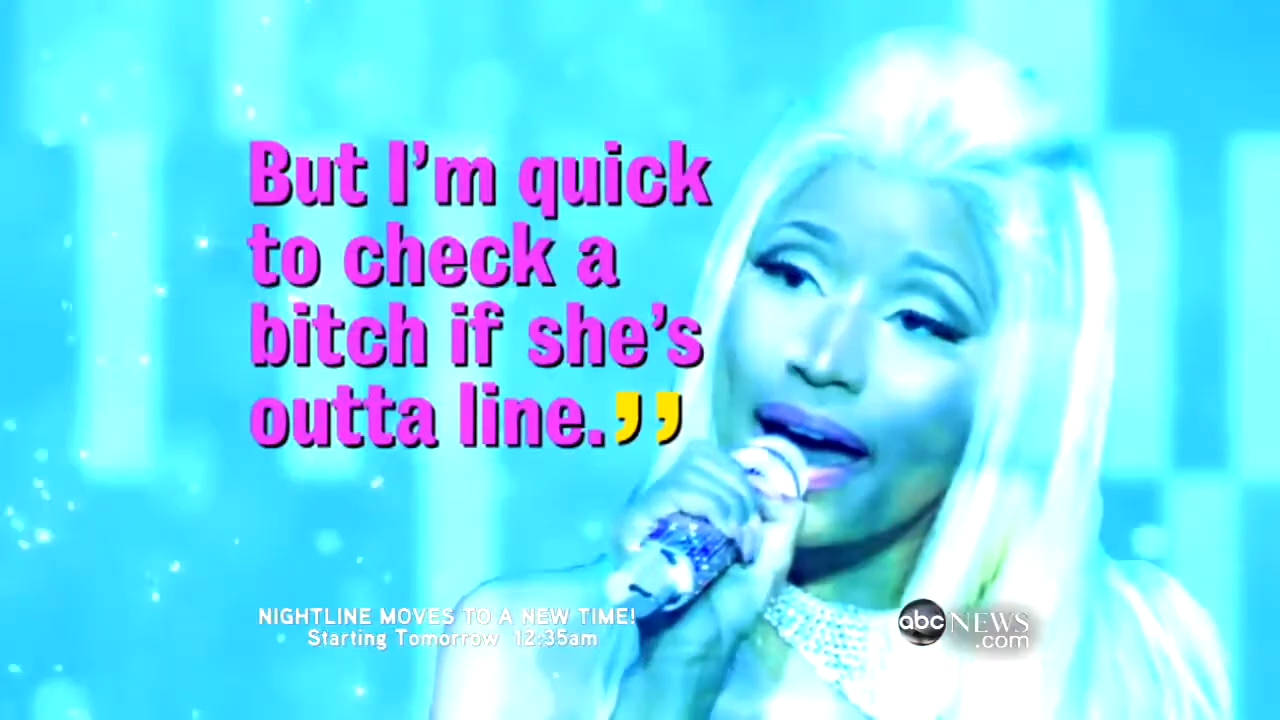 But I'm quick
to check a
bitch if she's
outta line.”
NIGHTLINE MOVES TO A NEW TIME!
Starting Tomorrow 12:35am
abc NEWS
.com